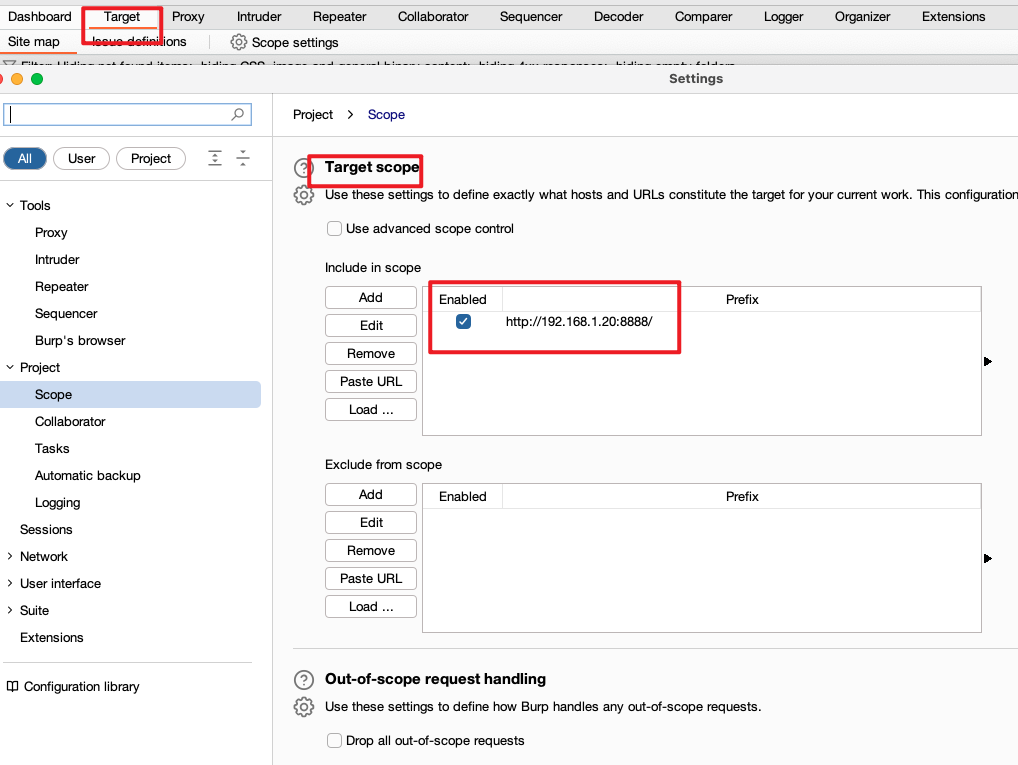 Dashboard Target Proxy Intruder Repeater Collaborator Sequencer Decoder Comparer Logger Organizer Extensions
Site map Issue definitions Scope settings
Filter: Hiding not found items; hiding CSS, image and general binary content; hiding 4xx responses; hiding empty folders
Settings
Project > Scope
All User Project
Target scope
Use these settings to define exactly what hosts and URLs constitute the target for your current work. This configuration
Use advanced scope control
Tools
Proxy
Intruder
Repeater
Sequencer
Burp's browser
Project
Scope
Collaborator
Tasks
Automatic backup
Logging
Sessions
Network
User interface
Suite
Extensions
Configuration library
Include in scope
Add
Edit
Remove
Paste URL
Load ...
Enabled Prefix
http://192.168.1.20:8888/
Exclude from scope
Add
Edit
Remove
Paste URL
Load ...
Enabled Prefix
Out-of-scope request handling
Use these settings to define how Burp handles any out-of-scope requests.
Drop all out-of-scope requests